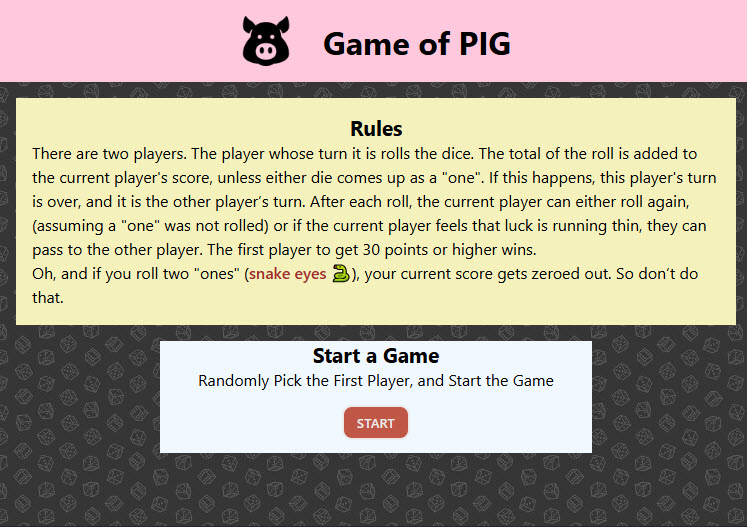 Game of PIG
Rules
There are two players. The player whose turn it is rolls the dice. The total of the roll is added to
the current player's score, unless either die comes up as a "one". If this happens, this player's turn
is over, and it is the other player’s turn. After each roll, the current player can either roll again,
(assuming a "one" was not rolled) or if the current player feels that luck is running thin, they can
pass to the other player. The first player to get 30 points or higher wins.
Oh, and if you roll two "ones" (snake eyes 🐍), your current score gets zeroed out. So don’t do
that.
Start a Game
Randomly Pick the First Player, and Start the Game
START